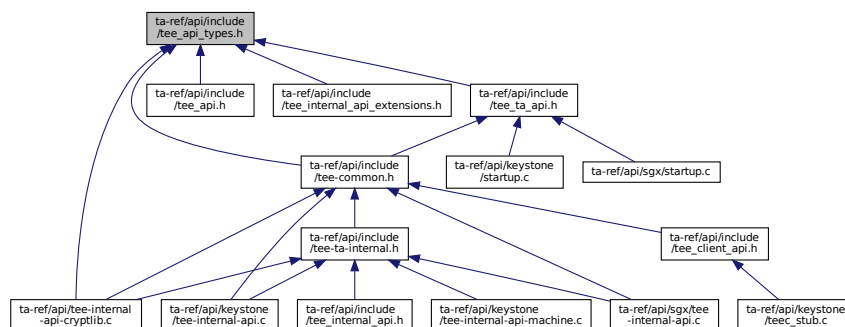 ta-ref/api/include
/tee_api_types.h
ta-ref/api/include
/tee_api.h
ta-ref/api/include
/tee_internal_api_extensions.h
ta-ref/api/include
/tee_ta_api.h
ta-ref/api/include
/tee-common.h
ta-ref/api/keystone
/startup.c
ta-ref/api/sgx/startup.c
ta-ref/api/include
/tee-ta-internal.h
ta-ref/api/include
/tee_client_api.h
ta-ref/api/tee-internal
-api-cryptlib.c
ta-ref/api/keystone
/tee-internal-api.c
ta-ref/api/include
/tee_internal_api.h
ta-ref/api/keystone
/tee-internal-api-machine.c
ta-ref/api/sgx/tee
-internal-api.c
ta-ref/api/keystone
/teec_stub.c